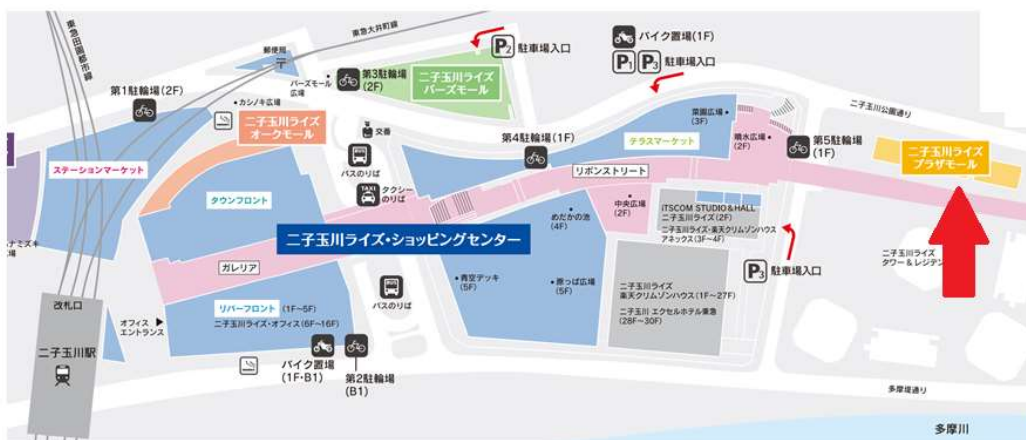 東急田園都市線
東急大井町線
郵便局
バーズモール
広場
第3駐輪場
(2F)
二子玉川ライズ
バーズモール
P2 駐車場入口
バイク置場(1F)
P1 P3 駐車場入口
第1駐輪場(2F)
カシノキ広場
二子玉川ライズ
オークモール
交番
BUS
バスのりば
TAXI
タクシー
のりば
第4駐輪場(1F)
菜園広場
(3F)
テラスマーケット
噴水広場
(2F)
第5駐輪場
(1F)
二子玉川公園通り
二子玉川ライズ
プラザモール
ステーションマーケット
タウンフロント
リボンストリート
中央広場
(2F)
めだかの池
(4F)
iTSCOM STUDIO & HALL
二子玉川ライズ(2F)
二子玉川ライズ・楽天クリムゾンハウス
アネックス(3F~4F)
二子玉川ライズ・ショッピングセンター
ナミズキ
広場
ガレリア
青空デッキ
(5F)
原っぱ広場
(5F)
P3 駐車場入口
二子玉川ライズ
タワー&レジデン
BUS
バスのりば
二子玉川ライズ
楽天クリムゾンハウス(1F~27F)
二子玉川 エクセルホテル東急
(28F~30F)
改札口
オフィス
エントランス
リバーフロント (1F~5F)
二子玉川ライズ・オフィス(6F~16F)
二子玉川駅
バイク置場
(1F・B1)
第2駐輪場
(B1)
多摩堤通り
多摩川